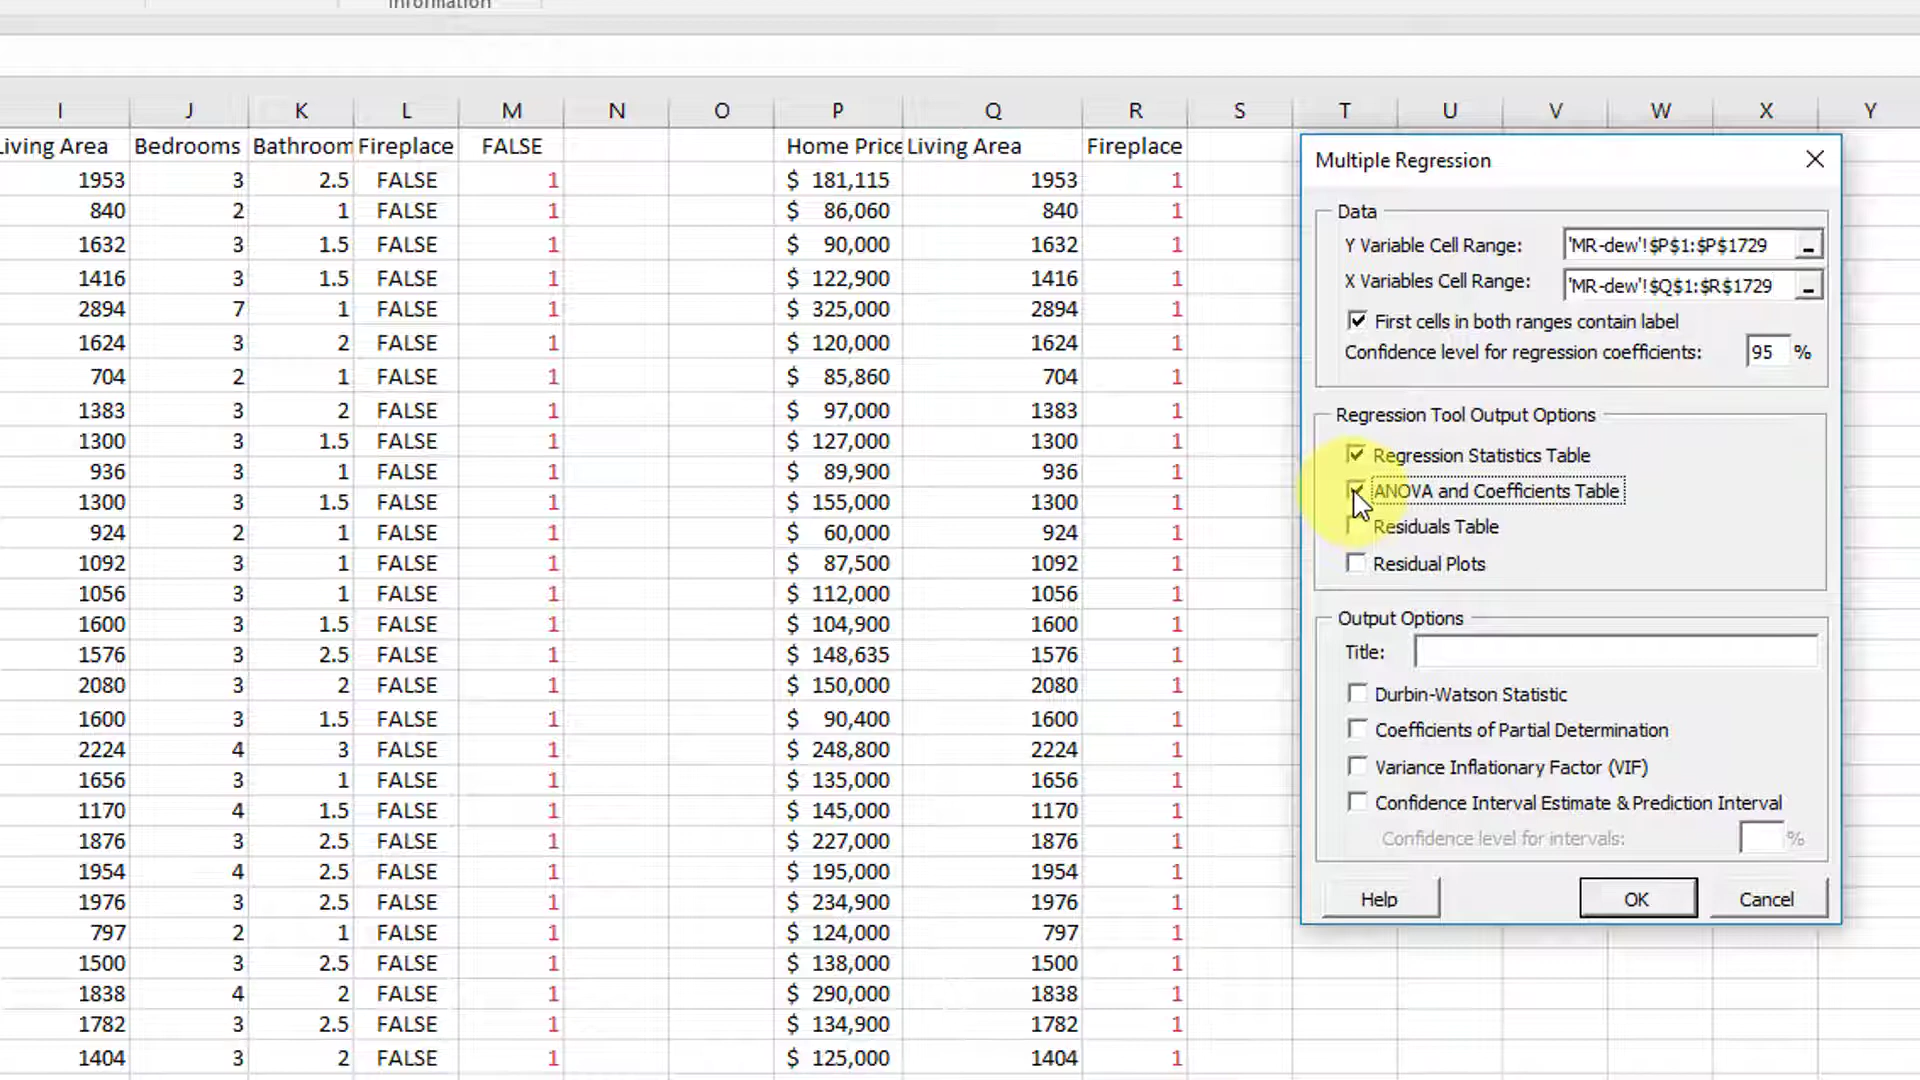 information
I J K L M N O P Q R S T U V W X Y
iving Area Bedrooms Bathroom Fireplace FALSE Home Price Living Area Fireplace
1953 3 2.5 FALSE 1 $ 181,115 1953 1
840 2 1 FALSE 1 $ 86,060 840 1
1632 3 1.5 FALSE 1 $ 90,000 1632 1
1416 3 1.5 FALSE 1 $ 122,900 1416 1
2894 7 1 FALSE 1 $ 325,000 2894 1
1624 3 2 FALSE 1 $ 120,000 1624 1
704 2 1 FALSE 1 $ 85,860 704 1
1383 3 2 FALSE 1 $ 97,000 1383 1
1300 3 1.5 FALSE 1 $ 127,000 1300 1
936 3 1 FALSE 1 $ 89,900 936 1
1300 3 1.5 FALSE 1 $ 155,000 1300 1
924 2 1 FALSE 1 $ 60,000 924 1
1092 3 1 FALSE 1 $ 87,500 1092 1
1056 3 1 FALSE 1 $ 112,000 1056 1
1600 3 1.5 FALSE 1 $ 104,900 1600 1
1576 3 2.5 FALSE 1 $ 148,635 1576 1
2080 3 2 FALSE 1 $ 150,000 2080 1
1600 3 1.5 FALSE 1 $ 90,400 1600 1
2224 4 3 FALSE 1 $ 248,800 2224 1
1656 3 1 FALSE 1 $ 135,000 1656 1
1170 4 1.5 FALSE 1 $ 145,000 1170 1
1876 3 2.5 FALSE 1 $ 227,000 1876 1
1954 4 2.5 FALSE 1 $ 195,000 1954 1
1976 3 2.5 FALSE 1 $ 234,900 1976 1
797 2 1 FALSE 1 $ 124,000 797 1
1500 3 2.5 FALSE 1 $ 138,000 1500 1
1838 4 2 FALSE 1 $ 290,000 1838 1
1782 3 2.5 FALSE 1 $ 134,900 1782 1
1404 3 2 FALSE 1 $ 125,000 1404 1
Multiple Regression
Data
Y Variable Cell Range: 'MR-dew'!$P$1:$P$1729
X Variables Cell Range: 'MR-dew'!$Q$1:$R$1729
First cells in both ranges contain label
Confidence level for regression coefficients: 95 %
Regression Tool Output Options
Regression Statistics Table
ANOVA and Coefficients Table
Residuals Table
Residual Plots
Output Options
Title:
Durbin-Watson Statistic
Coefficients of Partial Determination
Variance Inflationary Factor (VIF)
Confidence Interval Estimate & Prediction Interval
Confidence level for intervals: %
Help OK Cancel